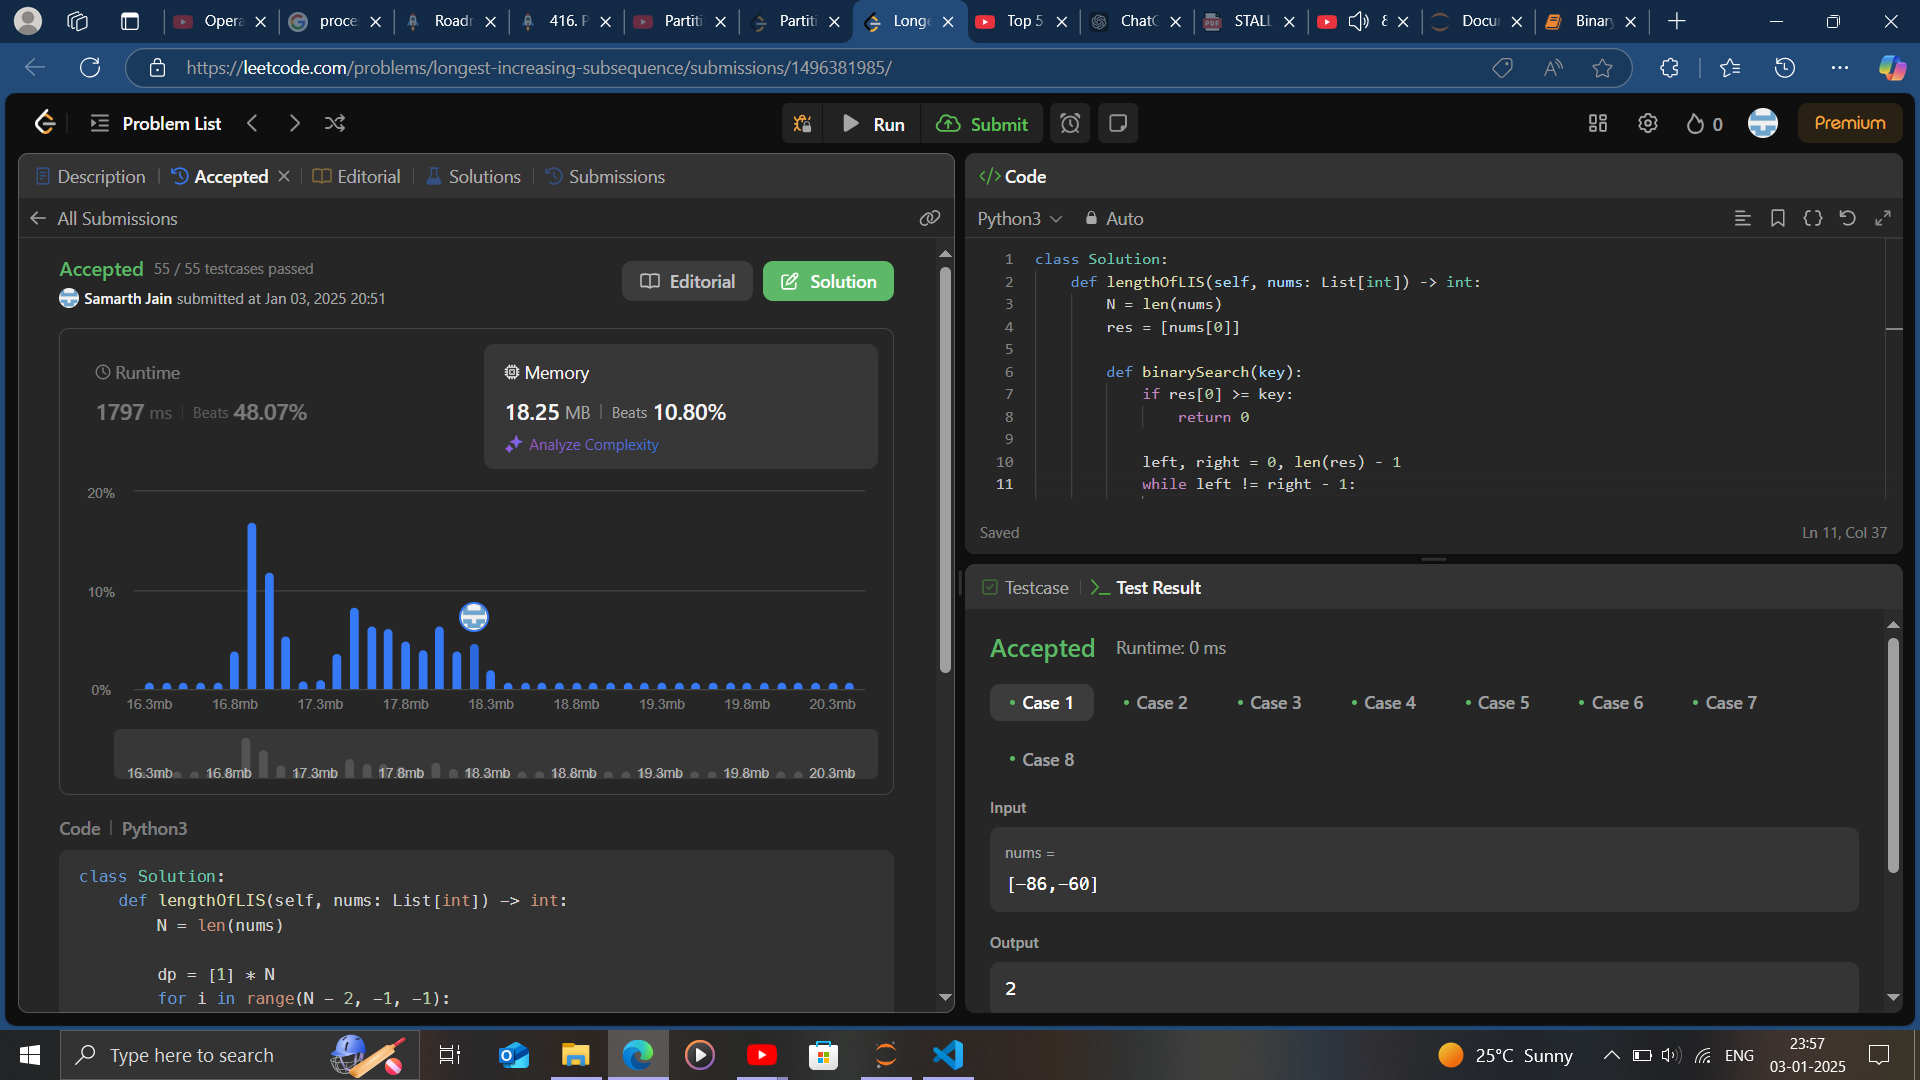 Opera
proce
Roadr
416. P
Partiti
Partiti
Longe
Top 5
ChatG
STALL
8
Docu
Binary
https://leetcode.com/problems/longest-increasing-subsequence/submissions/1496381985/
Problem List
Run
Submit
0
Premium
Description
Accepted
Editorial
Solutions
Submissions
All Submissions
Accepted 55 / 55 testcases passed
Samarth Jain submitted at Jan 03, 2025 20:51
Editorial
Solution
Runtime
1797 ms | Beats 48.07%
Memory
18.25 MB | Beats 10.80%
Analyze Complexity
20%
10%
0%
16.3mb 16.8mb 17.3mb 17.8mb 18.3mb 18.8mb 19.3mb 19.8mb 20.3mb
16.3mb 16.8mb 17.3mb 17.8mb 18.3mb 18.8mb 19.3mb 19.8mb 20.3mb
Code | Python3
class Solution:
def lengthOfLIS(self, nums: List[int]) -> int:
N = len(nums)
dp = [1] * N
for i in range(N - 2, -1, -1):
</> Code
Python3
Auto
1 class Solution:
2 def lengthOfLIS(self, nums: List[int]) -> int:
3 N = len(nums)
4 res = [nums[0]]
5
6 def binarySearch(key):
7 if res[0] >= key:
8 return 0
9
10 left, right = 0, len(res) - 1
11 while left != right - 1:
Saved
Ln 11, Col 37
Testcase
>_ Test Result
Accepted Runtime: 0 ms
Case 1
Case 2
Case 3
Case 4
Case 5
Case 6
Case 7
Case 8
Input
nums =
[-86,-60]
Output
2
Type here to search
25°C Sunny
ENG
23:57
03-01-2025